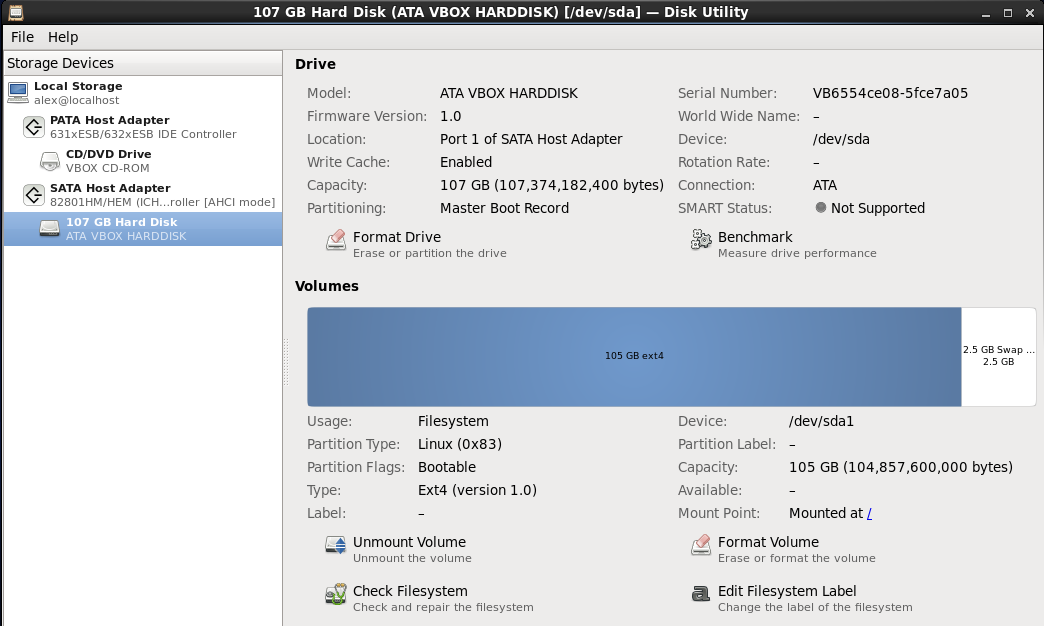 107 GB Hard Disk (ATA VBOX HARDDISK) [/dev/sda] — Disk Utility
File Help
Storage Devices
Local Storage
alex@localhost
PATA Host Adapter
631xESB/632xESB IDE Controller
CD/DVD Drive
VBOX CD-ROM
SATA Host Adapter
82801HM/HEM (ICH...roller [AHCI mode]
107 GB Hard Disk
ATA VBOX HARDDISK
Drive
Model: ATA VBOX HARDDISK Serial Number: VB6554ce08-5fce7a05
Firmware Version: 1.0 World Wide Name: –
Location: Port 1 of SATA Host Adapter Device: /dev/sda
Write Cache: Enabled Rotation Rate: –
Capacity: 107 GB (107,374,182,400 bytes) Connection: ATA
Partitioning: Master Boot Record SMART Status: Not Supported
Format Drive Benchmark
Erase or partition the drive Measure drive performance
Volumes
105 GB ext4
2.5 GB Swap ...
2.5 GB
Usage: Filesystem Device: /dev/sda1
Partition Type: Linux (0x83) Partition Label: –
Partition Flags: Bootable Capacity: 105 GB (104,857,600,000 bytes)
Type: Ext4 (version 1.0) Available: –
Label: – Mount Point: Mounted at /
Unmount Volume Format Volume
Unmount the volume Erase or format the volume
Check Filesystem Edit Filesystem Label
Check and repair the filesystem Change the label of the filesystem